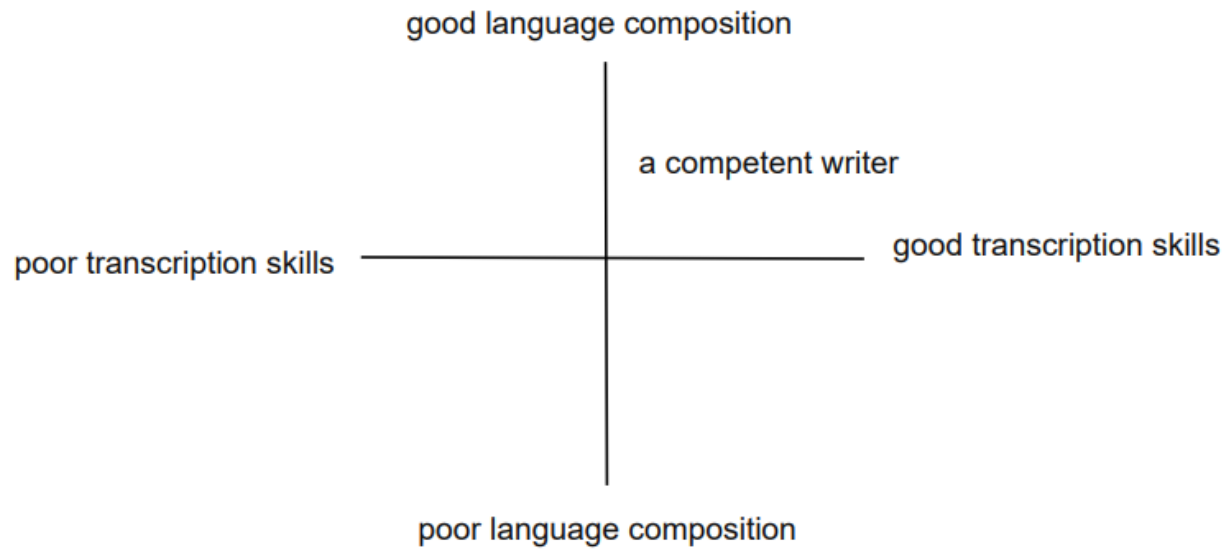 good language composition
a competent writer
good transcription skills
poor transcription skills
poor language composition